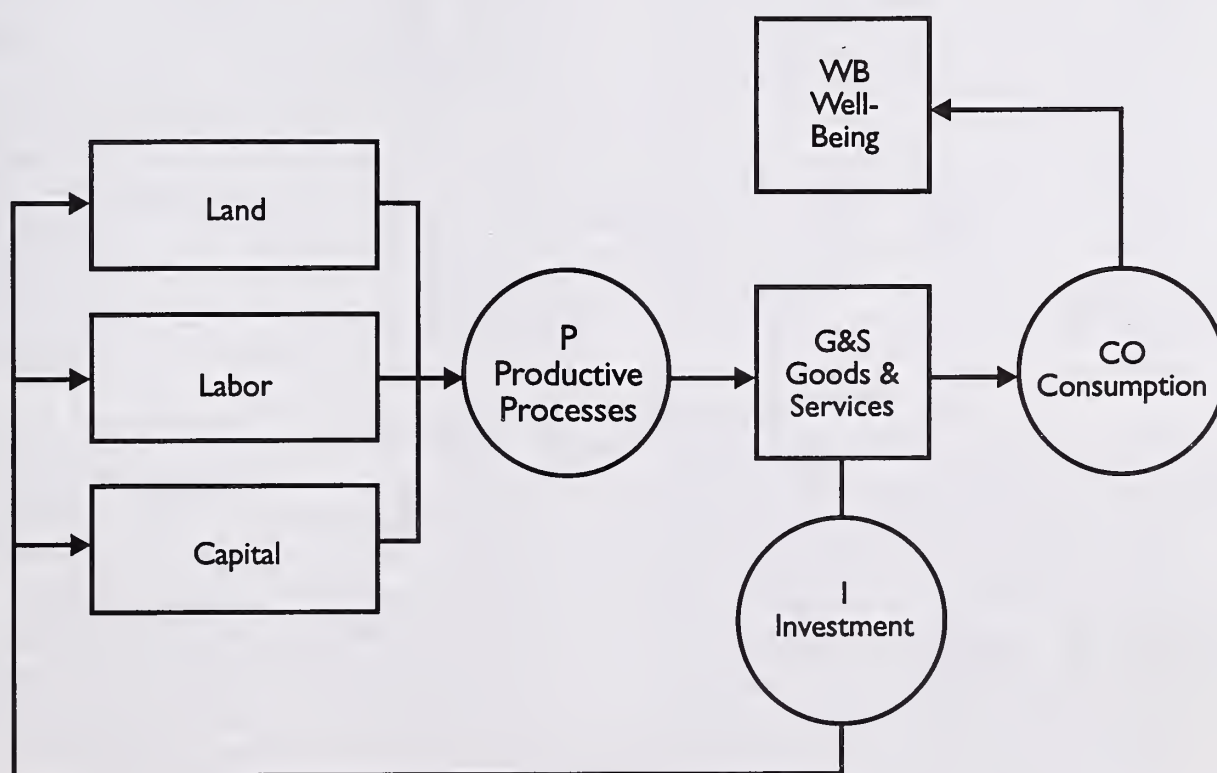 WB
Well-
Being
Land
P
Productive
Processes
G&S
Goods &
Services
CO
Consumption
Labor
Capital
I
Investment